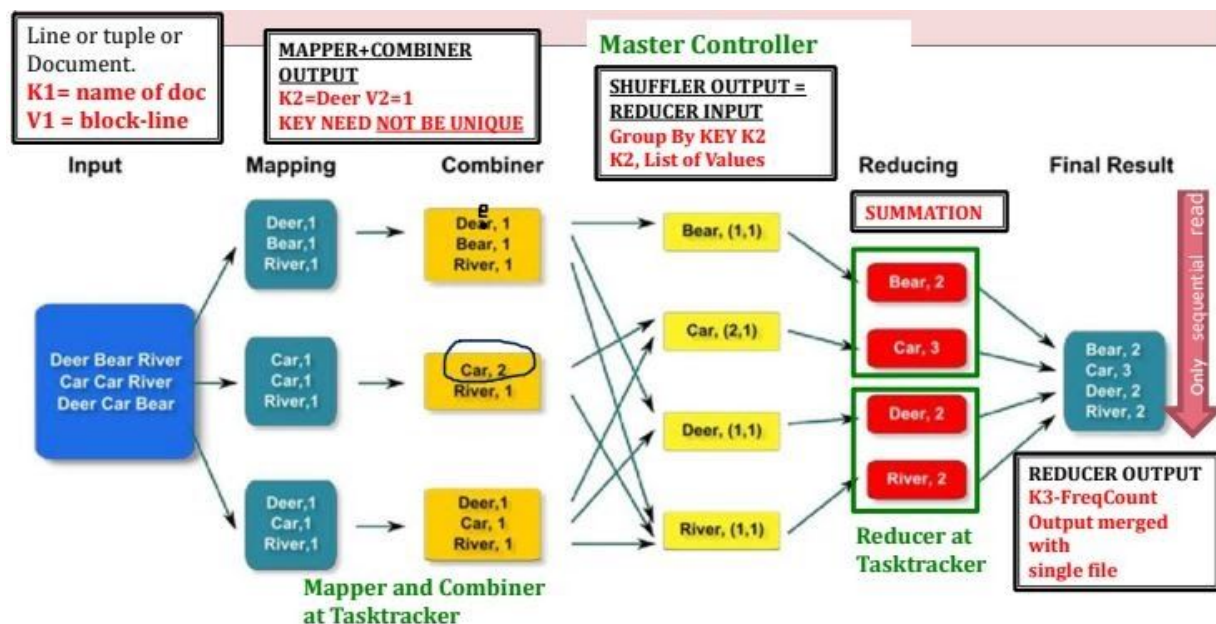 Line or tuple or
Document.
K1= name of doc
V1 = block-line
MAPPER+COMBINER
OUTPUT
K2=Deer V2=1
KEY NEED NOT BE UNIQUE
Master Controller
SHUFFLER OUTPUT =
REDUCER INPUT
Group By KEY K2
K2, List of Values
Input
Mapping
Combiner
Reducing
Final Result
SUMMATION
Deer Bear River
Car Car River
Deer Car Bear
Deer,1
Bear,1
River,1
Car,1
Car,1
River,1
Deer,1
Car,1
River,1
e
Dear, 1
Bear, 1
River, 1
Car, 2
River, 1
Deer,1
Car, 1
River, 1
Bear, (1,1)
Car, (2,1)
Deer, (1,1)
River, (1,1)
Bear, 2
Car, 3
Deer, 2
River, 2
Bear, 2
Car, 3
Deer, 2
River, 2
Only sequential read
Mapper and Combiner
at Tasktracker
Reducer at
Tasktracker
REDUCER OUTPUT
K3-FreqCount
Output merged
with
single file